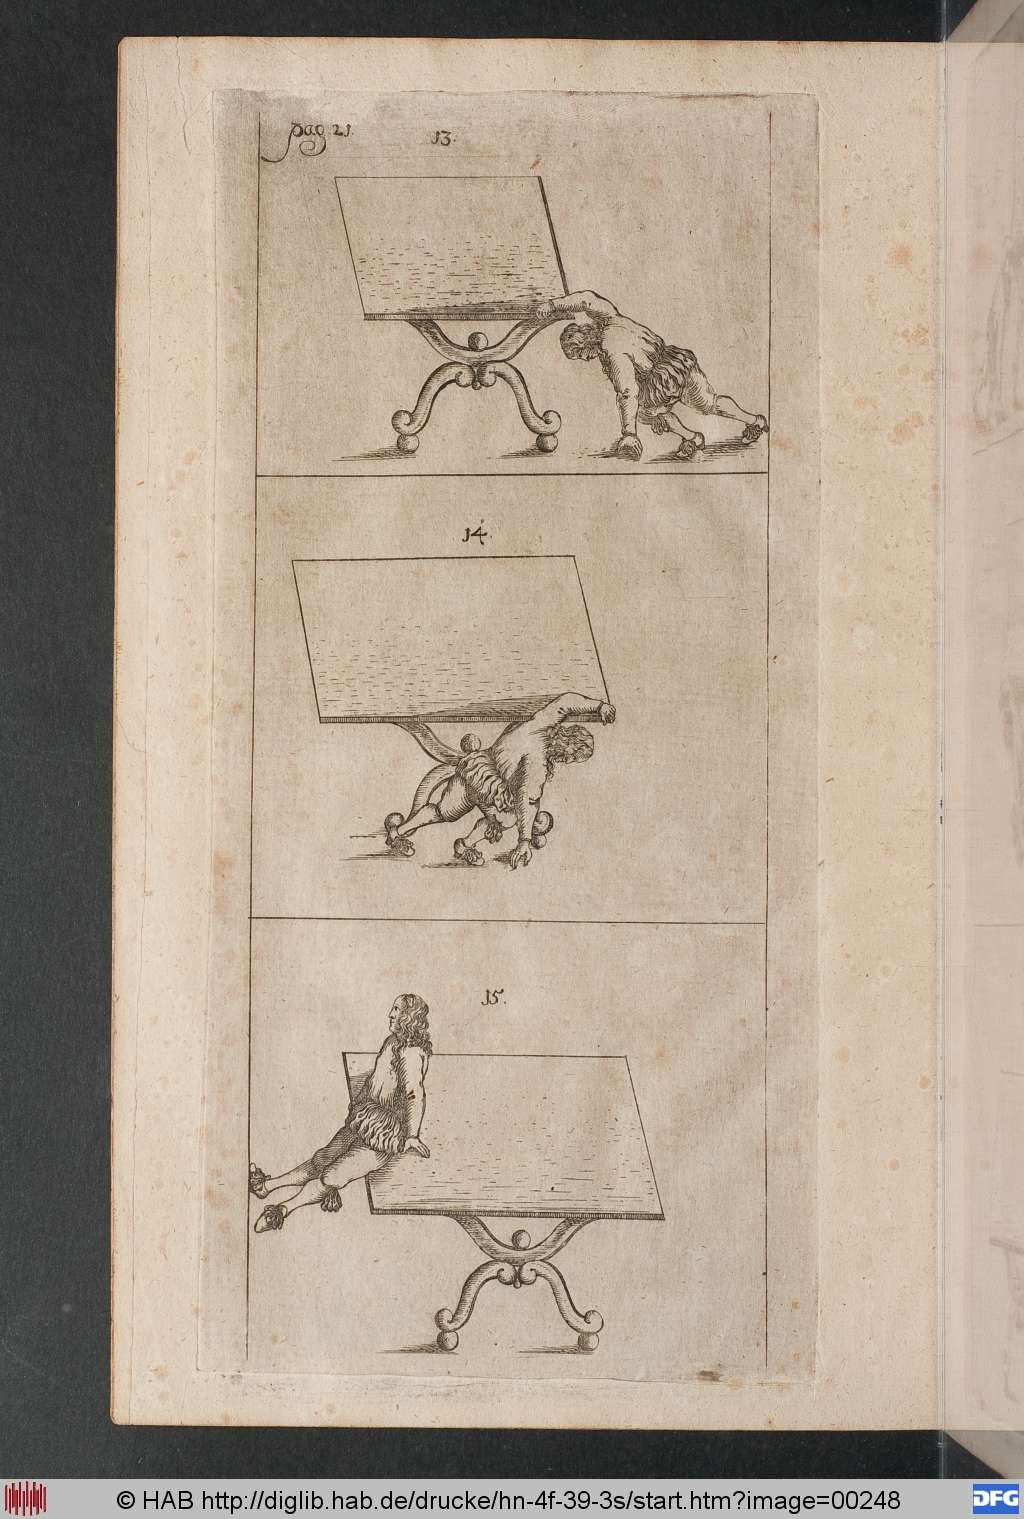 pag. 21.
13.
14.
15.
© HAB http://diglib.hab.de/drucke/hn-4f-39-3s/start.htm?image=00248
DFG